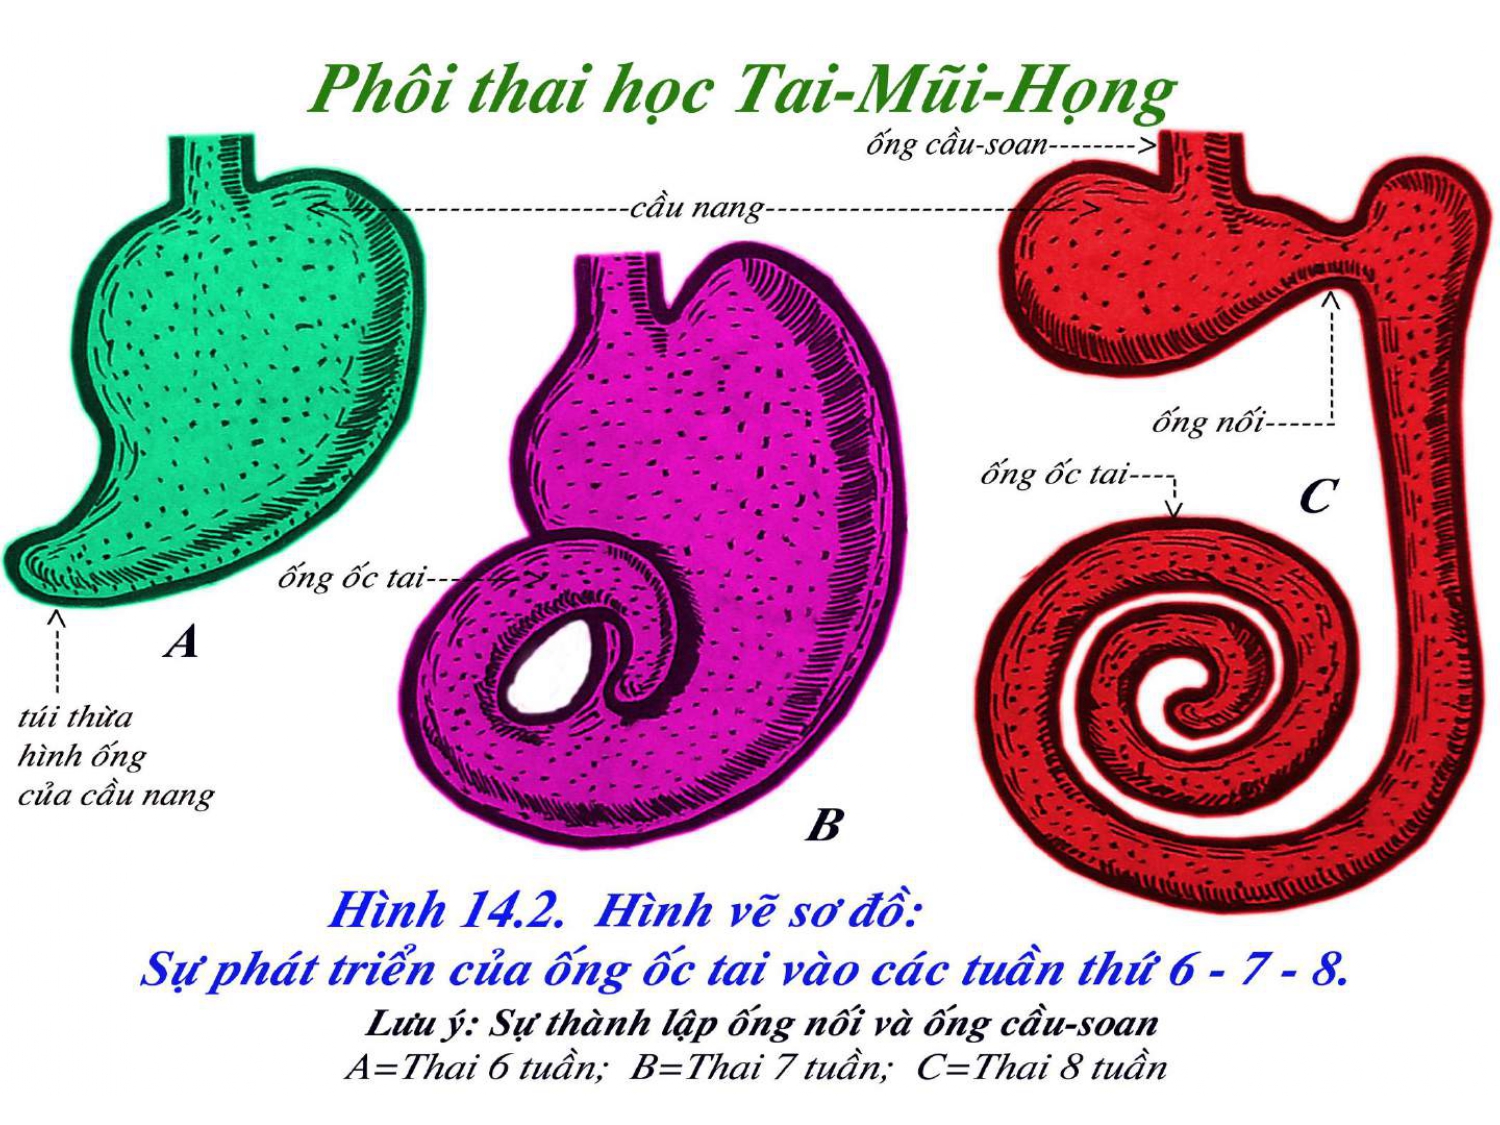 Phôi thai học Tai-Mũi-Họng
ống cầu-soan-------->
<------------------------cầu nang-------------------------->
ống nối------
ống ốc tai----
C
ống ốc tai------->
A
túi thừa
hình ống
của cầu nang
B
Hình 14.2. Hình vẽ sơ đồ:
Sự phát triển của ống ốc tai vào các tuần thứ 6 - 7 - 8.
Lưu ý: Sự thành lập ống nối và ống cầu-soan
A=Thai 6 tuần; B=Thai 7 tuần; C=Thai 8 tuần